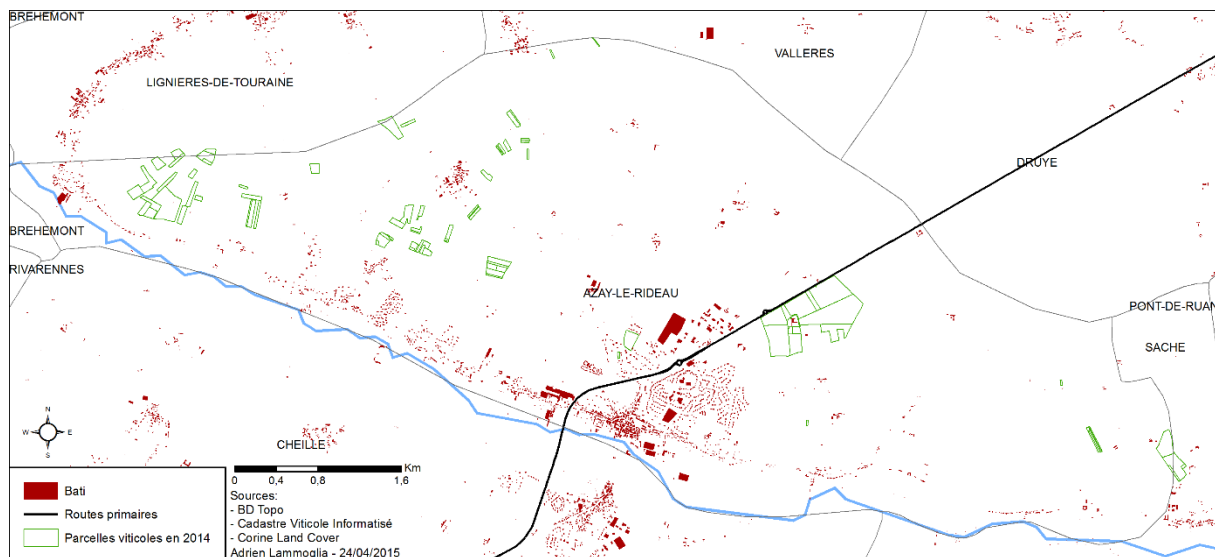 BREHEMONT
VALLERES
LIGNIERES-DE-TOURAINE
DRUYE
BREHEMONT
RIVARENNES
AZAY-LE-RIDEAU
PONT-DE-RUAN
SACHE
N
W E
S
CHEILLE
Km
0 0,4 0,8 1,6
Bati
Routes primaires
Parcelles viticoles en 2014
Sources:
- BD Topo
- Cadastre Viticole Informatisé
- Corine Land Cover
Adrien Lammoglia - 24/04/2015